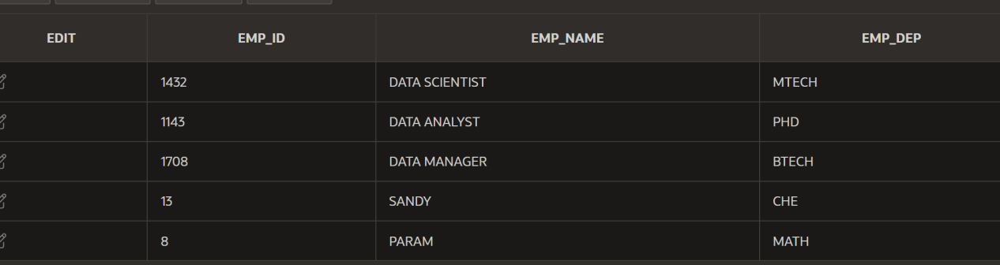 EDIT EMP_ID EMP_NAME EMP_DEP
1432 DATA SCIENTIST MTECH
1143 DATA ANALYST PHD
1708 DATA MANAGER BTECH
13 SANDY CHE
8 PARAM MATH